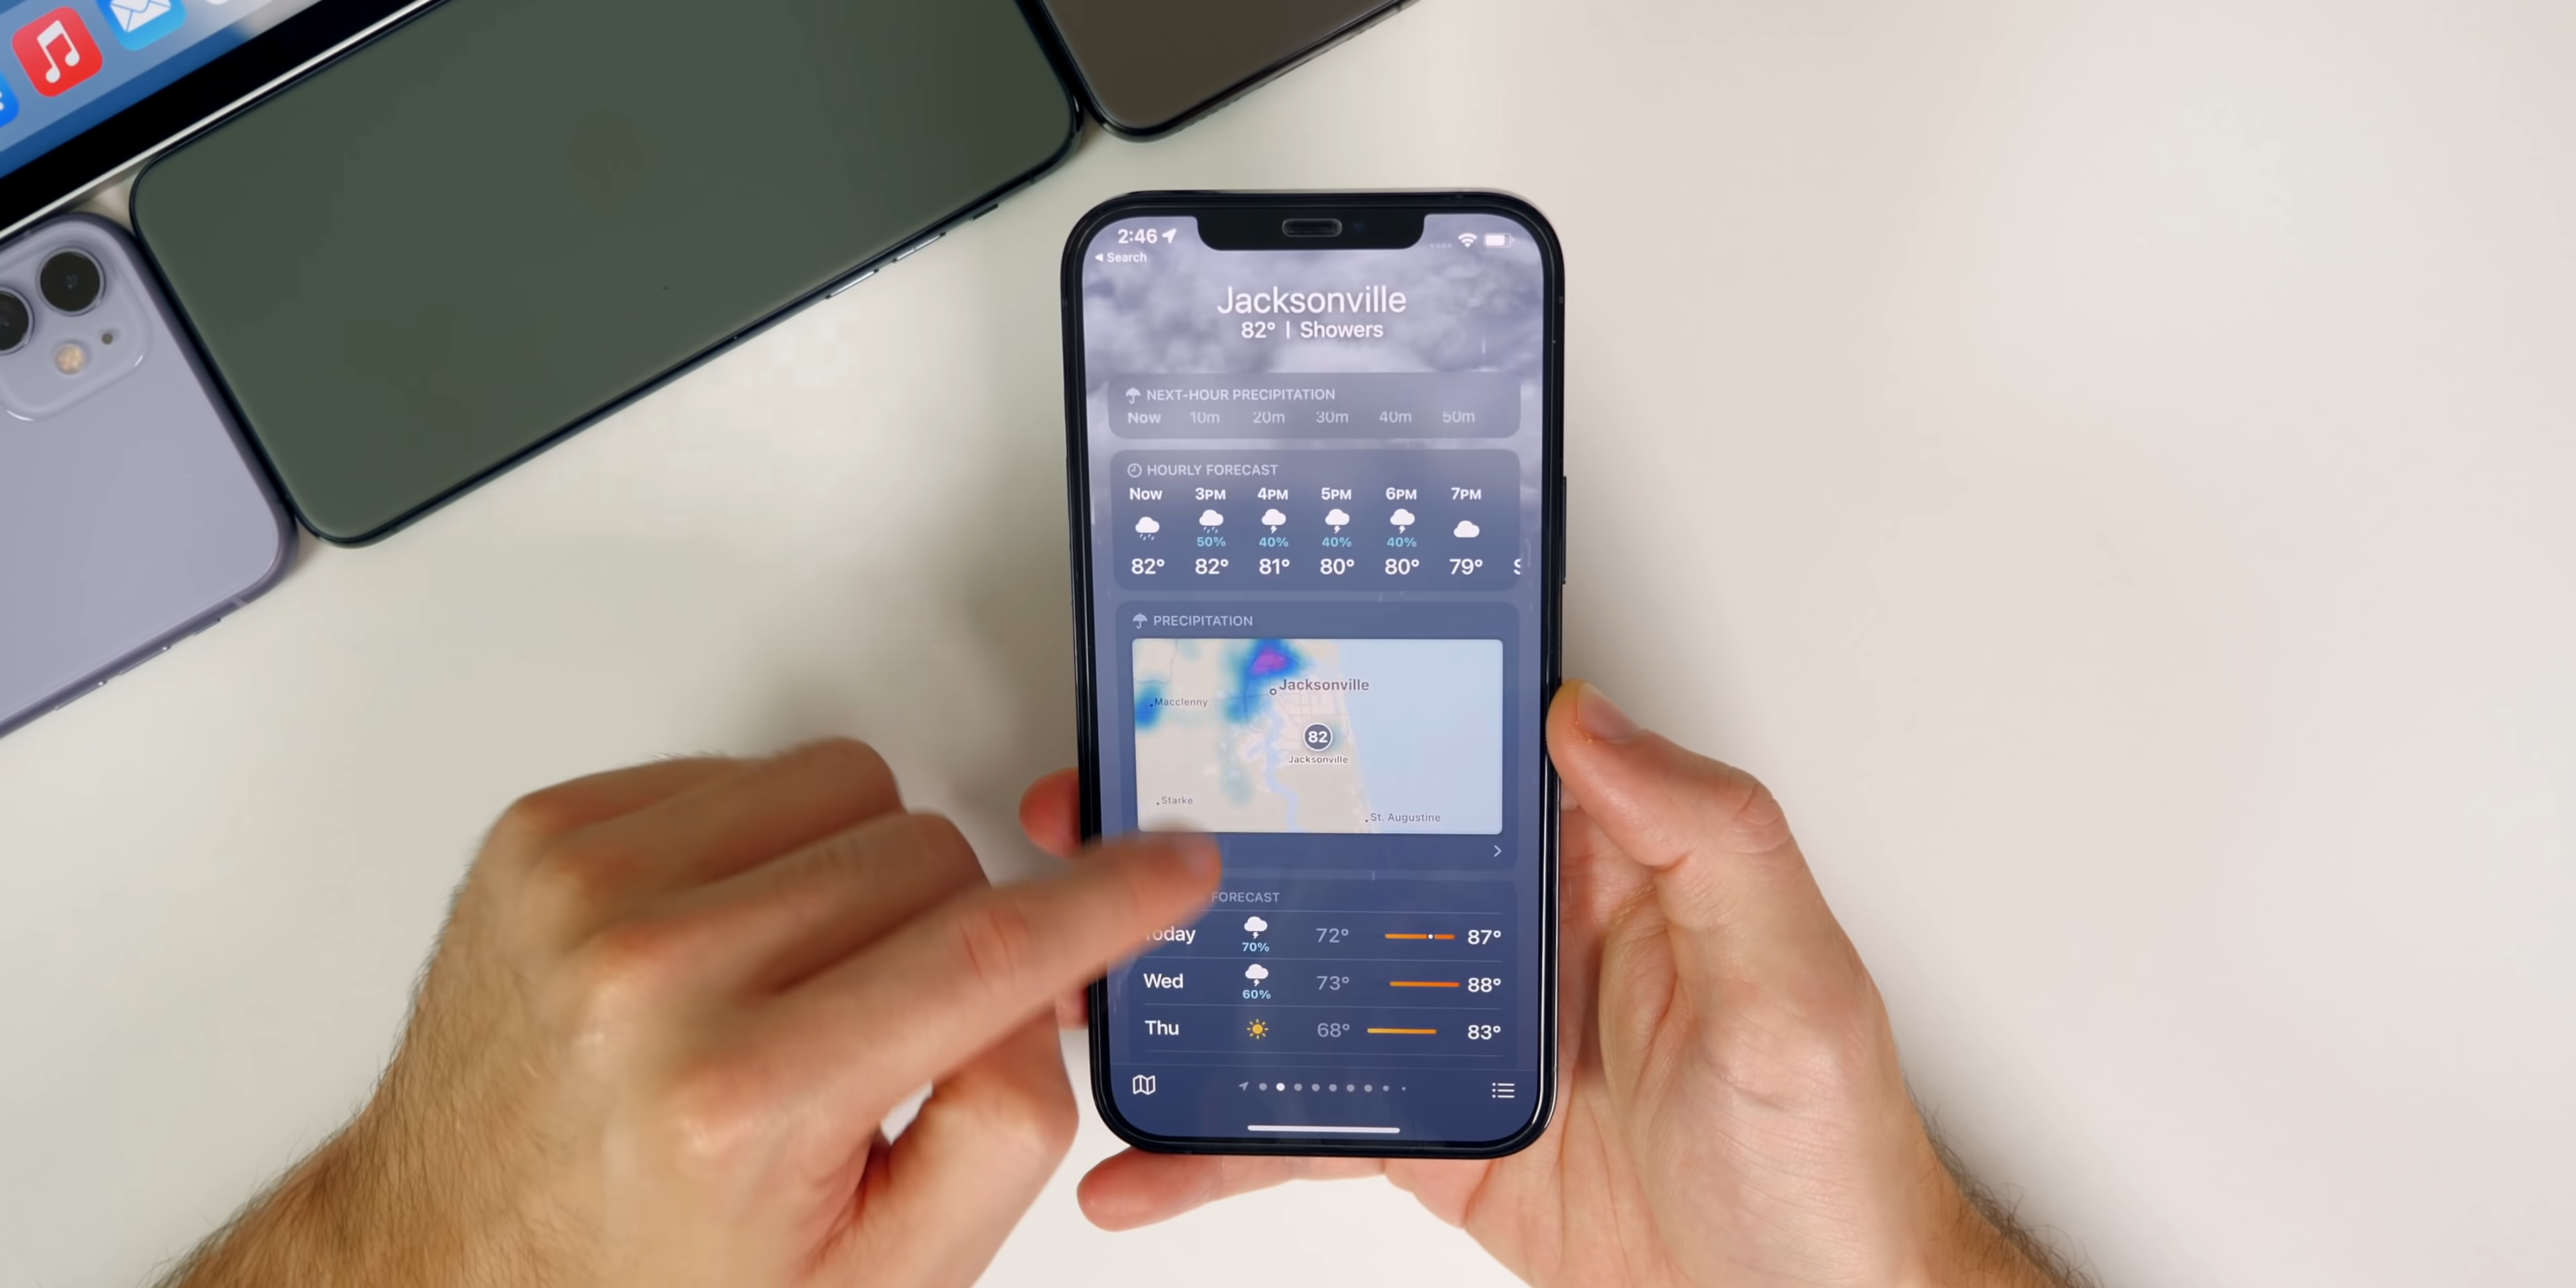 2:46
Search
Jacksonville
82° | Showers
NEXT-HOUR PRECIPITATION
Now 10m 20m 30m 40m 50m
HOURLY FORECAST
Now 3PM 4PM 5PM 6PM 7PM
50% 40% 40% 40%
82° 82° 81° 80° 80° 79°
PRECIPITATION
Jacksonville
Macclenny
82
Jacksonville
Starke
St. Augustine
FORECAST
Today 72° 87°
70%
Wed 73° 88°
60%
Thu 68° 83°